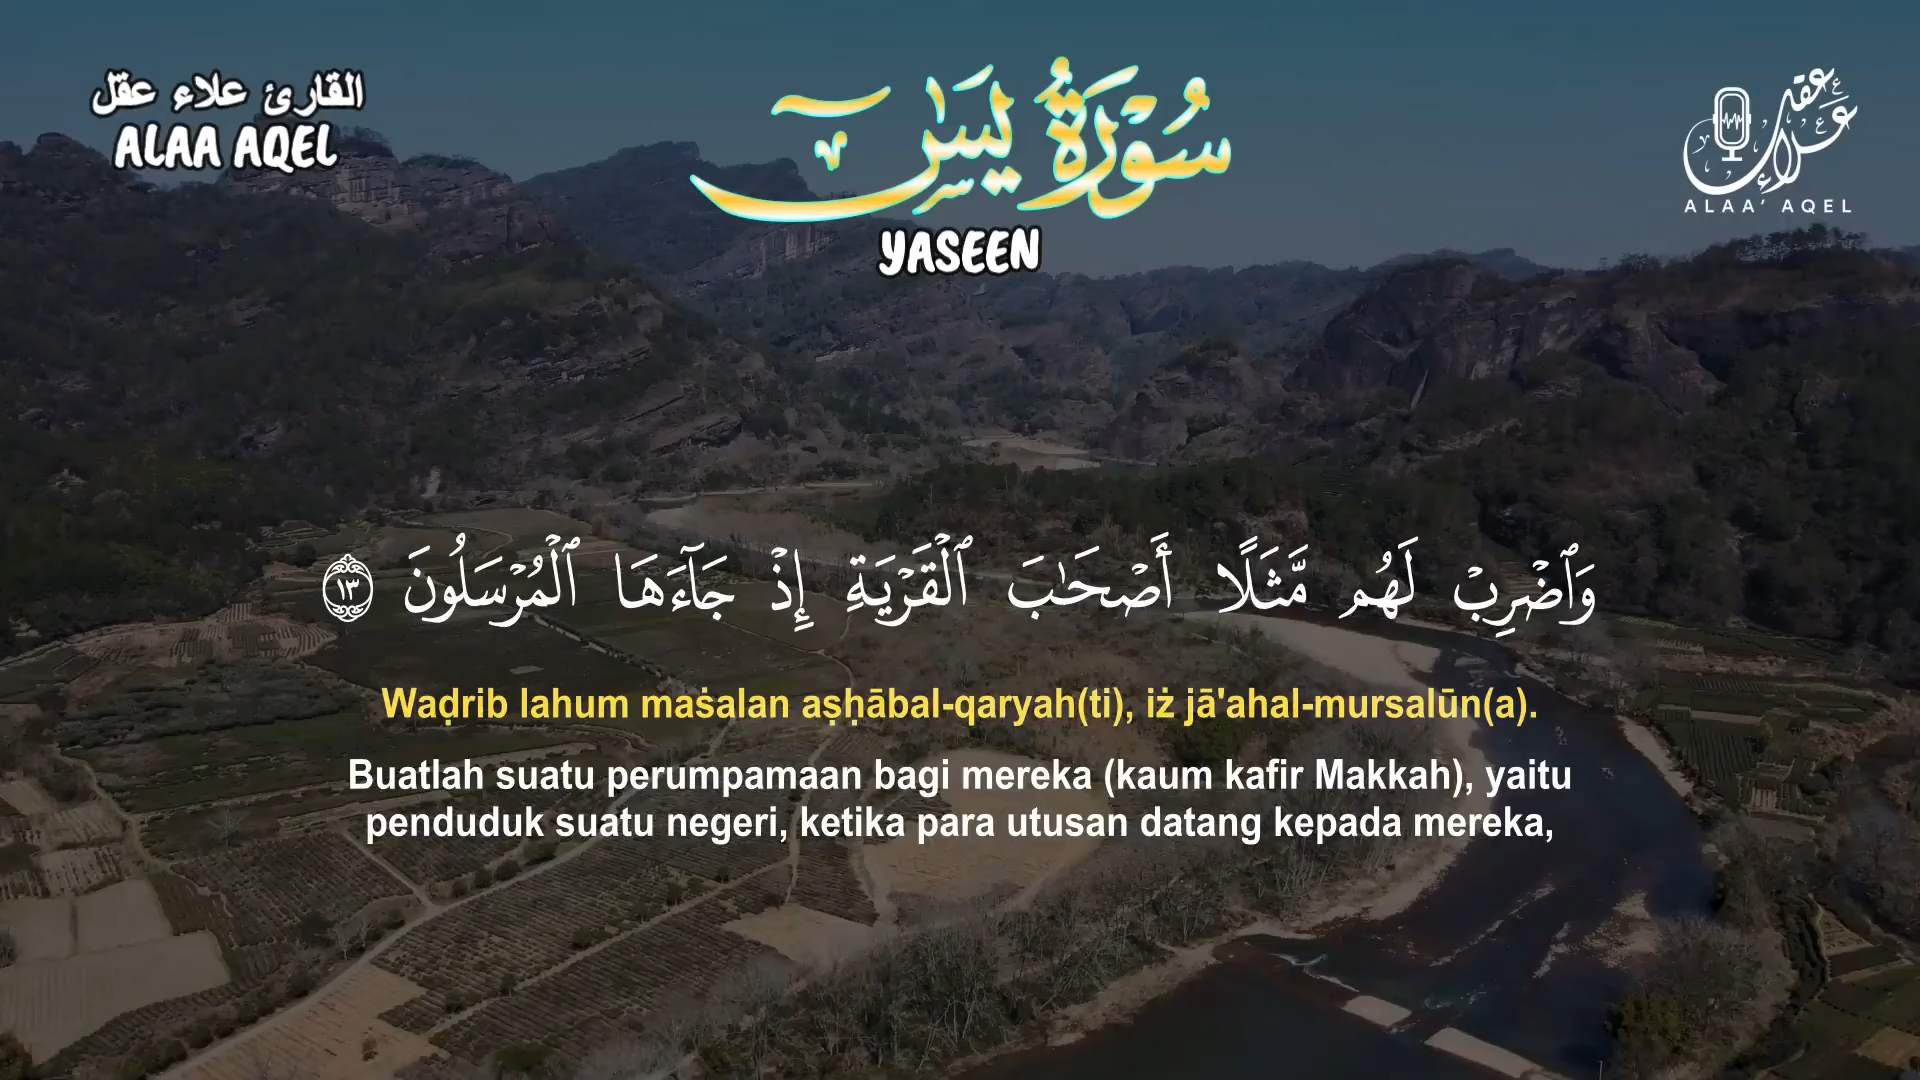 القارئ علاء عقل
ALAA AQEL
سُوْرَةُ يسٓ
YASEEN
علاء عقل
ALAA' AQEL
وَٱضۡرِبۡ لَهُم مَّثَلًا أَصۡحَٰبَ ٱلۡقَرۡيَةِ إِذۡ جَآءَهَا ٱلۡمُرۡسَلُونَ ١٣
Waḍrib lahum maṡalan aṣḥābal-qaryah(ti), iż jā'ahal-mursalūn(a).
Buatlah suatu perumpamaan bagi mereka (kaum kafir Makkah), yaitu
penduduk suatu negeri, ketika para utusan datang kepada mereka,